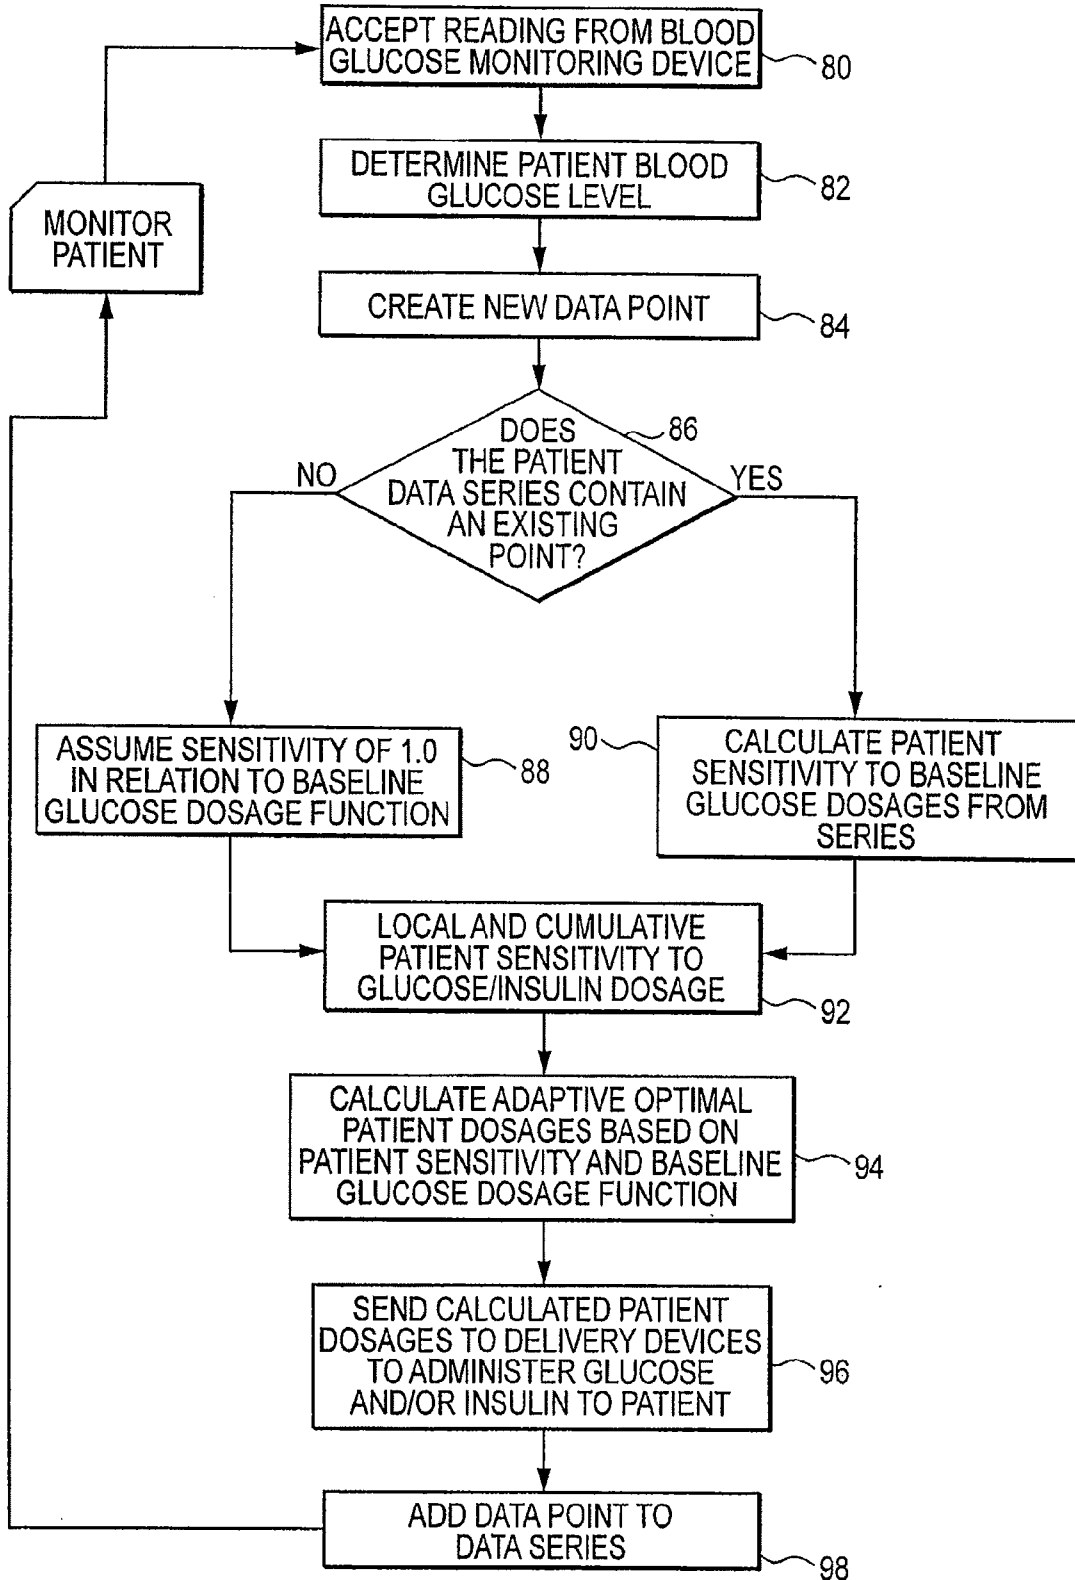 ACCEPT READING FROM BLOOD
GLUCOSE MONITORING DEVICE
80
DETERMINE PATIENT BLOOD
GLUCOSE LEVEL
82
MONITOR
PATIENT
CREATE NEW DATA POINT
84
DOES
THE PATIENT
DATA SERIES CONTAIN
AN EXISTING
POINT?
86
NO
YES
ASSUME SENSITIVITY OF 1.0
IN RELATION TO BASELINE
GLUCOSE DOSAGE FUNCTION
88
90
CALCULATE PATIENT
SENSITIVITY TO BASELINE
GLUCOSE DOSAGES FROM
SERIES
LOCAL AND CUMULATIVE
PATIENT SENSITIVITY TO
GLUCOSE/INSULIN DOSAGE
92
CALCULATE ADAPTIVE OPTIMAL
PATIENT DOSAGES BASED ON
PATIENT SENSITIVITY AND BASELINE
GLUCOSE DOSAGE FUNCTION
94
SEND CALCULATED PATIENT
DOSAGES TO DELIVERY DEVICES
TO ADMINISTER GLUCOSE
AND/OR INSULIN TO PATIENT
96
ADD DATA POINT TO
DATA SERIES
98